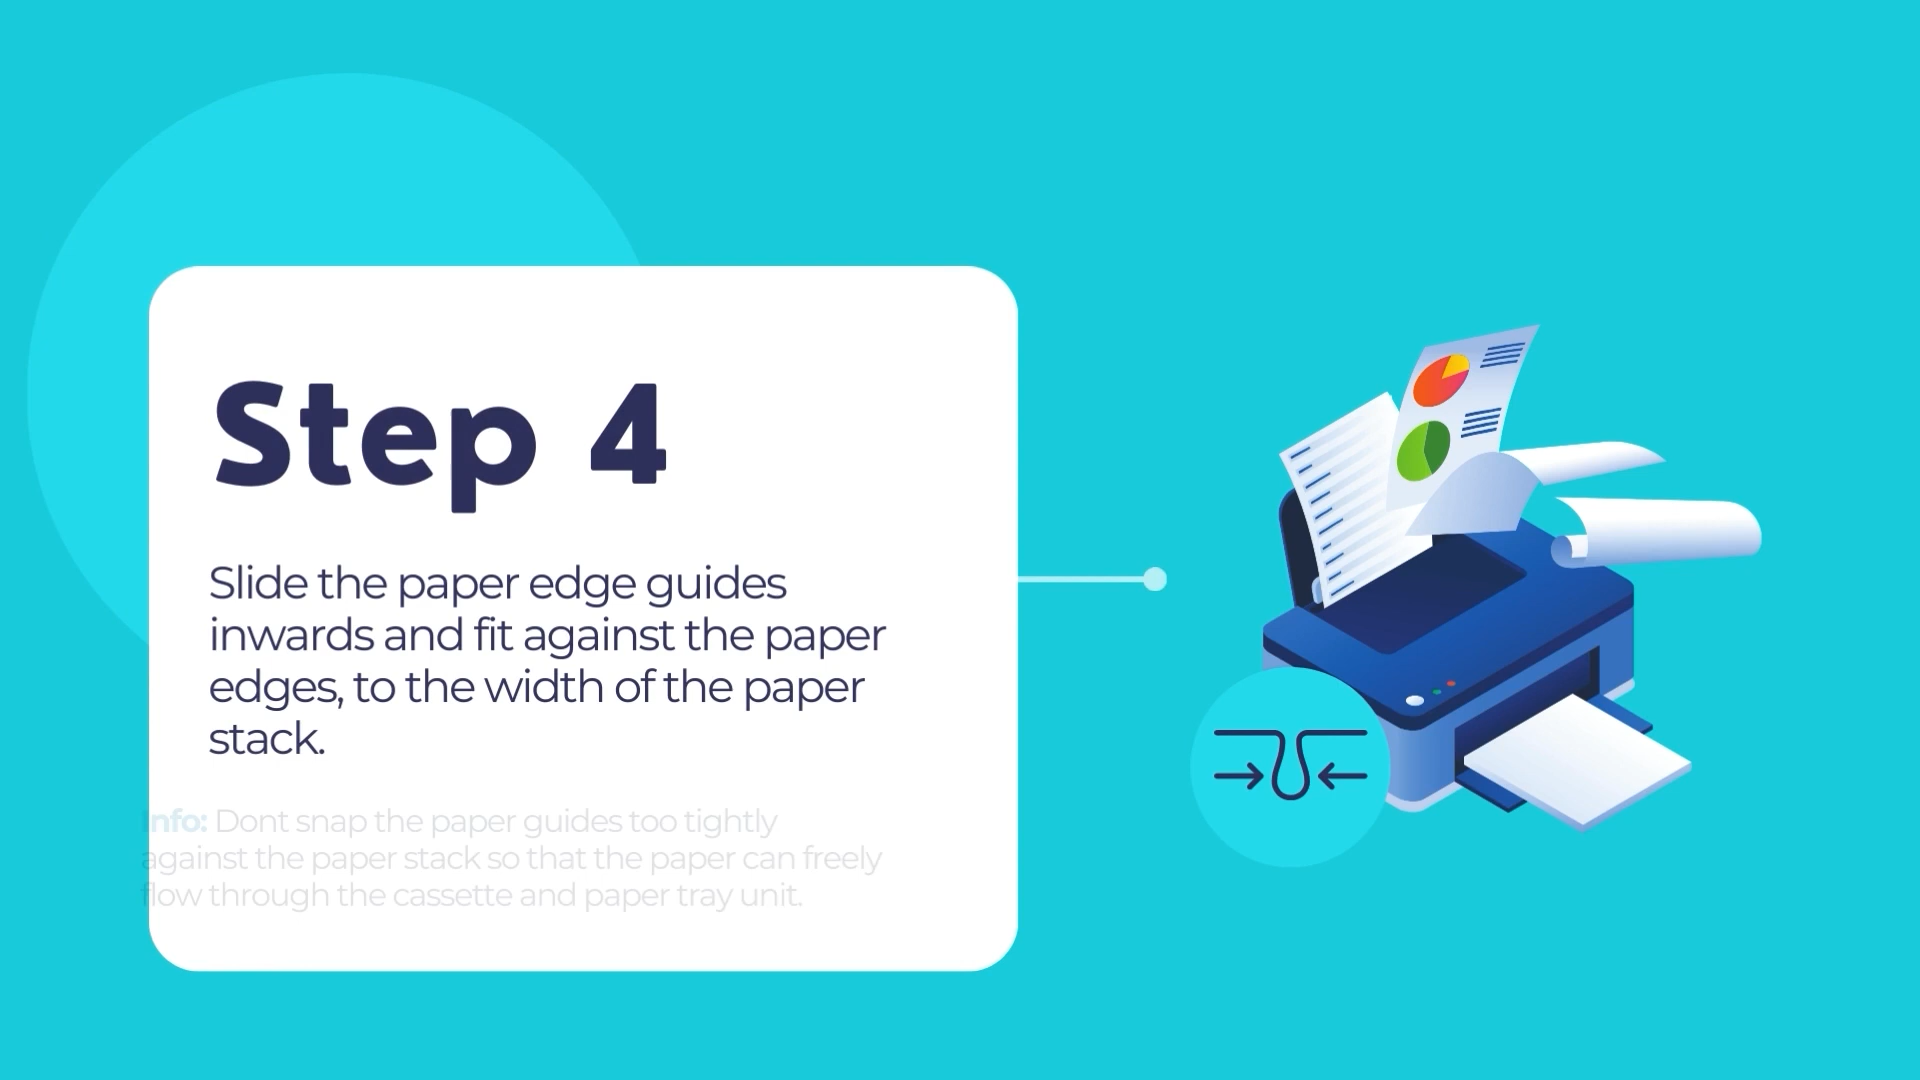 Step 4
Slide the paper edge guides
inwards and fit against the paper
edges, to the width of the paper
stack.
Info: Dont snap the paper guides too tightly
against the paper stack so that the paper can freely
flow through the cassette and paper tray unit.